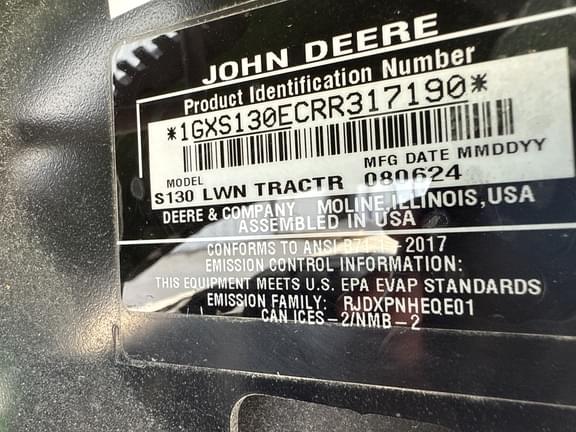 JOHN DEERE
Product Identification Number
*1GXS130ECRR317190*
MODEL MFG DATE MMDDYY
S130 LWN TRACTR 080624
DEERE & COMPANY MOLINE,ILLINOIS,USA
ASSEMBLED IN USA
CONFORMS TO ANSI B71.1-2017
EMISSION CONTROL INFORMATION:
THIS EQUIPMENT MEETS U.S. EPA EVAP STANDARDS
EMISSION FAMILY: RJDXPNHEQE01
CAN ICES-2/NMB-2